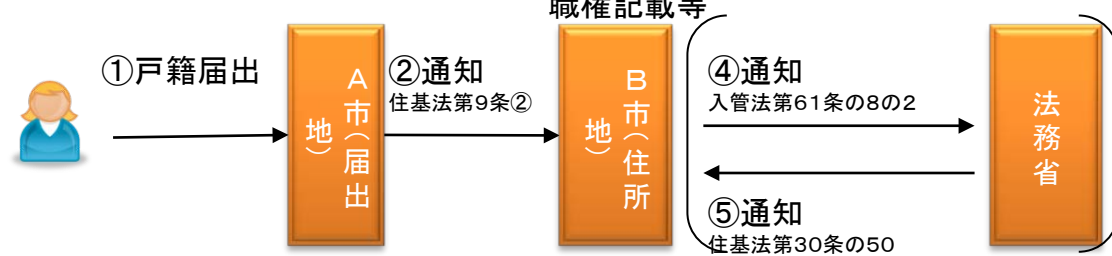 職権記載等
①戸籍届出
A市（届出地）
②通知
住基法第9条②
B市（住所地）
④通知
入管法第61条の8の2
⑤通知
住基法第30条の50
法務省